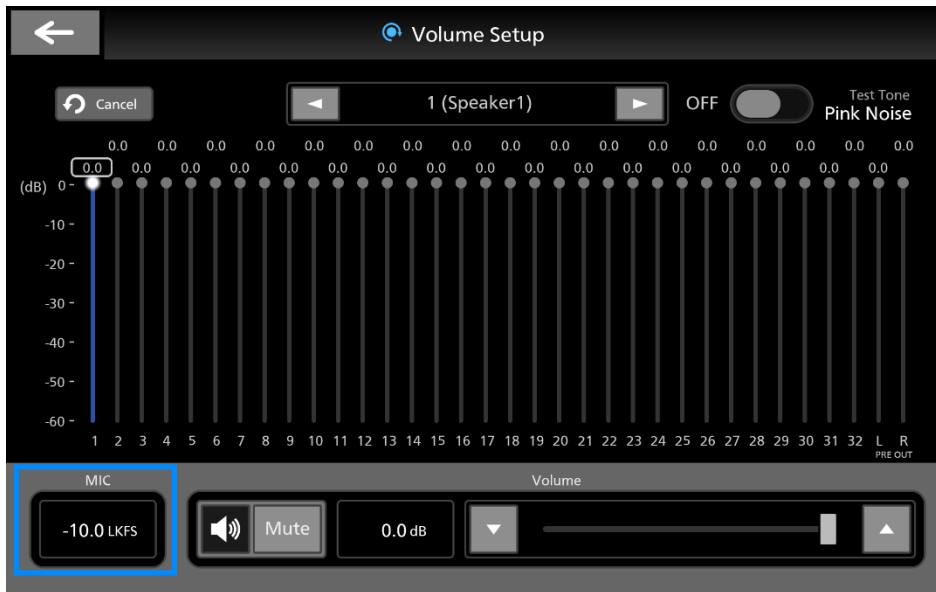 Volume Setup
Cancel
1 (Speaker1)
OFF
Test Tone
Pink Noise
0.0 0.0 0.0 0.0 0.0 0.0 0.0 0.0 0.0 0.0 0.0 0.0 0.0 0.0 0.0 0.0 0.0
0.0 0.0 0.0 0.0 0.0 0.0 0.0 0.0 0.0 0.0 0.0 0.0 0.0 0.0 0.0 0.0 0.0
(dB) 0
-10
-20
-30
-40
-50
-60
1 2 3 4 5 6 7 8 9 10 11 12 13 14 15 16 17 18 19 20 21 22 23 24 25 26 27 28 29 30 31 32 L R
PRE OUT
MIC
-10.0 LKFS
Volume
Mute
0.0 dB